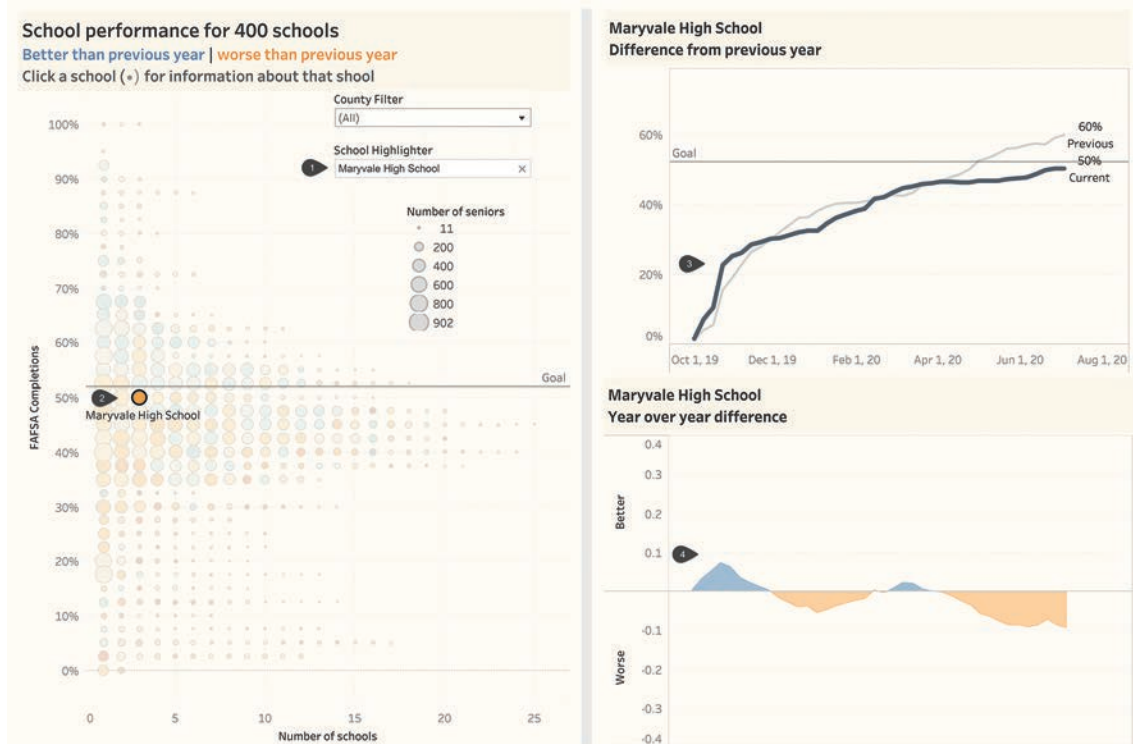 School performance for 400 schools
Better than previous year | worse than previous year
Click a school (•) for information about that shool
County Filter
(All)
School Highlighter
1
Maryvale High School
Number of seniors
11
200
400
600
800
902
100%
90%
80%
70%
60%
50%
40%
30%
20%
10%
0%
FAFSA Completions
Goal
2
Maryvale High School
0
5
10
15
20
25
Number of schools
Maryvale High School
Difference from previous year
60%
40%
20%
0%
Goal
60%
Previous
50%
Current
3
Oct 1, 19
Dec 1, 19
Feb 1, 20
Apr 1, 20
Jun 1, 20
Aug 1, 20
Maryvale High School
Year over year difference
0.4
0.3
0.2
0.1
-0.1
-0.2
-0.3
-0.4
Better
Worse
4